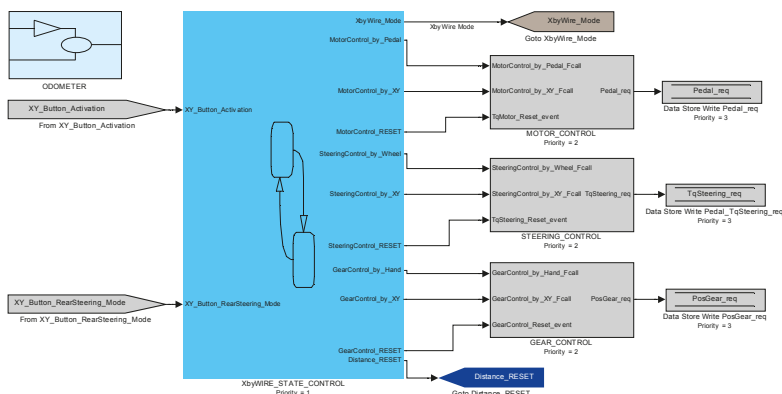 ODOMETER
XY_Button_Activation
From XY_Button_Activation
XY_Button_RearSteering_Mode
From XY_Button_RearSteering_Mode
XY_Button_Activation
XY_Button_RearSteering_Mode
XbyWire_Mode
MotorControl_by_Pedal
MotorControl_by_XY
MotorControl_RESET
SteeringControl_by_Wheel
SteeringControl_by_XY
SteeringControl_RESET
GearControl_by_Hand
GearControl_by_XY
GearControl_RESET
Distance_RESET
XbyWIRE_STATE_CONTROL
Priority = 1
XbyWire Mode
XbyWire_Mode
Goto XbyWire_Mode
MotorControl_by_Pedal_Fcall
MotorControl_by_XY_Fcall
Pedal_req
TqMotor_Reset_event
MOTOR_CONTROL
Priority = 2
Pedal_req
Data Store Write Pedal_req
Priority = 3
SteeringControl_by_Wheel_Fcall
SteeringControl_by_XY_Fcall
TqSteering_req
TqSteering_Reset_event
STEERING_CONTROL
Priority = 2
TqSteering_req
Data Store Write Pedal_TqSteering_req
Priority = 3
GearControl_by_Hand_Fcall
GearControl_by_XY_Fcall
PosGear_req
GearControl_Reset_event
GEAR_CONTROL
Priority = 2
PosGear_req
Data Store Write PosGear_req
Priority = 3
Distance_RESET
Goto Distance_RESET